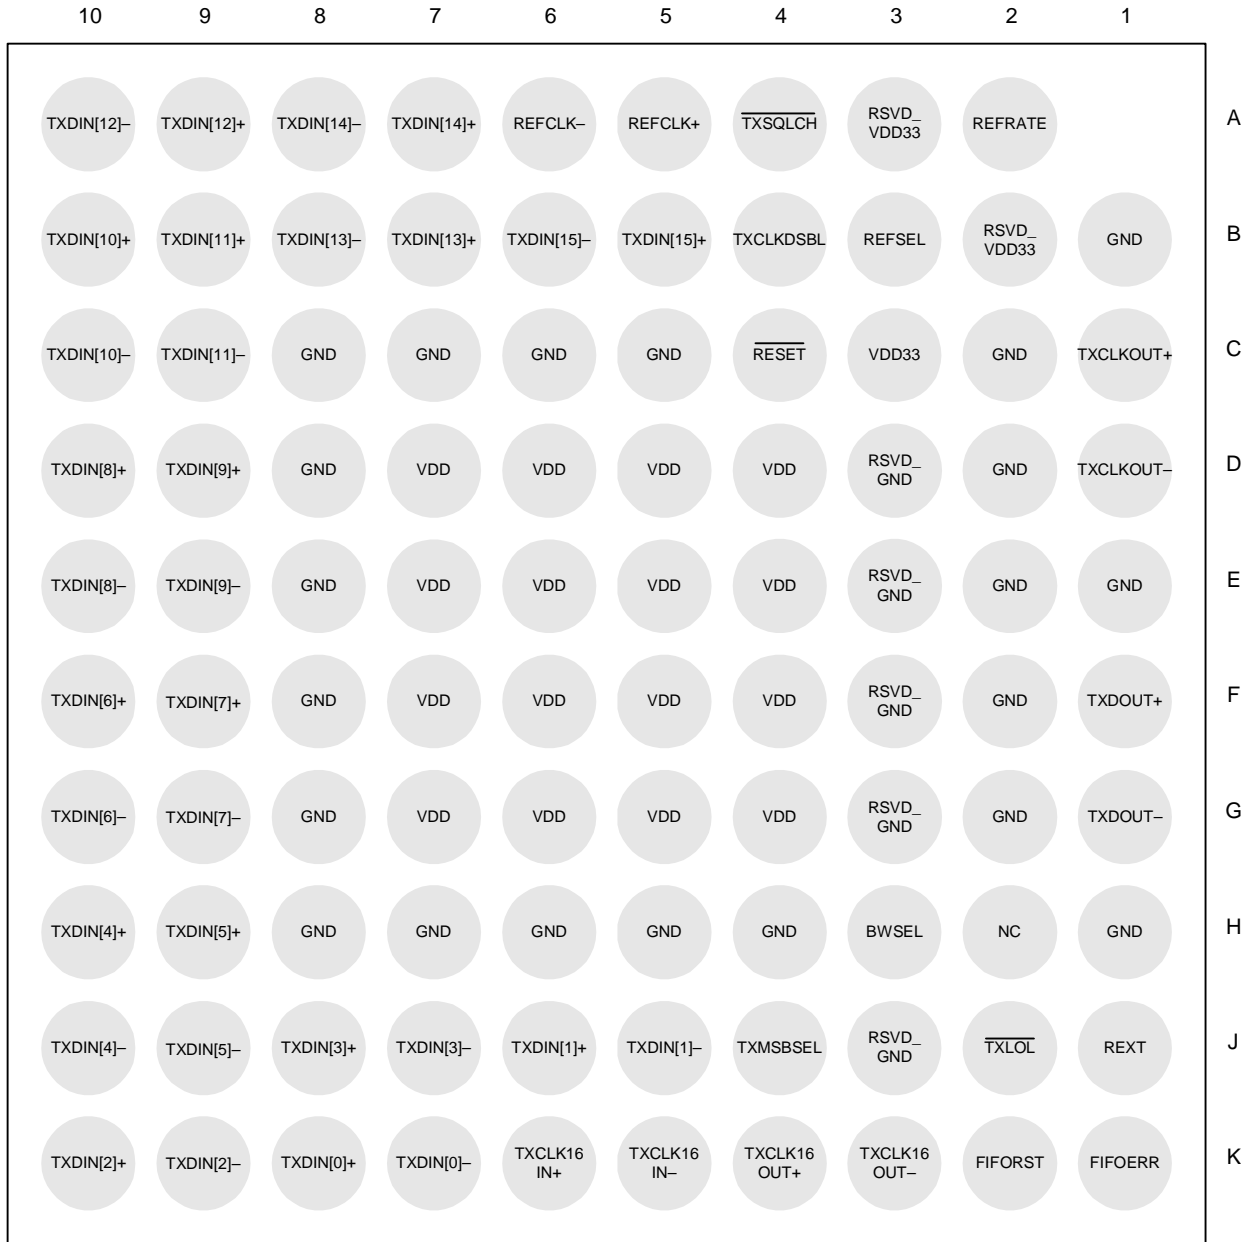 10 9 8 7 6 5 4 3 2 1
TXDIN[12]– TXDIN[12]+ TXDIN[14]– TXDIN[14]+ REFCLK– REFCLK+ TXSQLCH RSVD_ VDD33 REFRATE A
TXDIN[10]+ TXDIN[11]+ TXDIN[13]– TXDIN[13]+ TXDIN[15]– TXDIN[15]+ TXCLKDSBL REFSEL RSVD_ VDD33 GND B
TXDIN[10]– TXDIN[11]– GND GND GND GND RESET VDD33 GND TXCLKOUT+ C
TXDIN[8]+ TXDIN[9]+ GND VDD VDD VDD VDD RSVD_ GND GND TXCLKOUT– D
TXDIN[8]– TXDIN[9]– GND VDD VDD VDD VDD RSVD_ GND GND GND E
TXDIN[6]+ TXDIN[7]+ GND VDD VDD VDD VDD RSVD_ GND GND TXDOUT+ F
TXDIN[6]– TXDIN[7]– GND VDD VDD VDD VDD RSVD_ GND GND TXDOUT– G
TXDIN[4]+ TXDIN[5]+ GND GND GND GND GND BWSEL NC GND H
TXDIN[4]– TXDIN[5]– TXDIN[3]+ TXDIN[3]– TXDIN[1]+ TXDIN[1]– TXMSBSEL RSVD_ GND TXLOL REXT J
TXDIN[2]+ TXDIN[2]– TXDIN[0]+ TXDIN[0]– TXCLK16 IN+ TXCLK16 IN– TXCLK16 OUT+ TXCLK16 OUT– FIFORST FIFOERR K